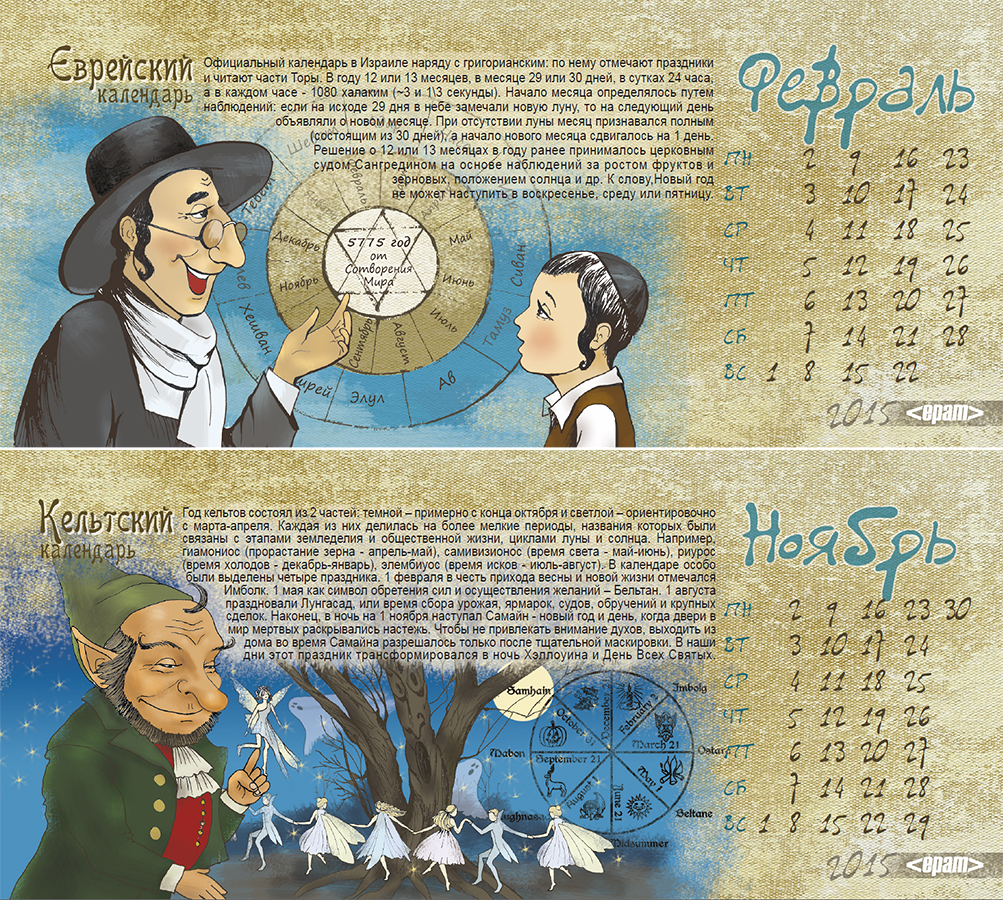 Еврейский
календарь
Официальный календарь в Израиле наряду с григорианским: по нему отмечают праздники
и читают части Торы. В году 12 или 13 месяцев, в месяце 29 или 30 дней, в сутках 24 часа,
а в каждом часе - 1080 халаким (~3 и 1\3 секунды). Начало месяца определялось путем
наблюдений: если на исходе 29 дня в небе замечали новую луну, то на следующий день
объявляли о новом месяце. При отсутствии луны месяц признавался полным
(состоящим из 30 дней), а начало нового месяца сдвигалось на 1 день.
Решение о 12 или 13 месяцах в году ранее принималось церковным
судом Сангредином на основе наблюдений за ростом фруктов и
зерновых, положением солнца и др. К слову,Новый год
не может наступить в воскресенье, среду или пятницу.
Декабрь
Ноябрь
Сентябрь
Август
Июль
Июнь
Май
5775 год
от
Сотворения
Мира
Хешван
Элул
Ав
Тамуз
Сиван
Февраль
ПН 2 9 16 23
ВТ 3 10 17 24
СР 4 11 18 25
ЧТ 5 12 19 26
ПТ 6 13 20 27
СБ 7 14 21 28
ВС 1 8 15 22
2015 <epam>
Кельтский
календарь
Год кельтов состоял из 2 частей: темной – примерно с конца октября и светлой – ориентировочно
с марта-апреля. Каждая из них делилась на более мелкие периоды, названия которых были
связаны с этапами земледелия и общественной жизни, циклами луны и солнца. Например,
гиамониос (прорастание зерна - апрель-май), самивизионос (время света - май-июнь), риурос
(время холодов - декабрь-январь), элембиуос (время исков - июль-август). В календаре особо
были выделены четыре праздника. 1 февраля в честь прихода весны и новой жизни отмечался
Имболк. 1 мая как символ обретения сил и осуществления желаний – Бельтан. 1 августа
праздновали Лунгасад, или время сбора урожая, ярмарок, судов, обручений и крупных
сделок. Наконец, в ночь на 1 ноября наступал Самайн - новый год и день, когда двери в
мир мертвых раскрывались настежь. Чтобы не привлекать внимание духов, выходить из
дома во время Самайна разрешалось только после тщательной маскировки. В наши
дни этот праздник трансформировался в ночь Хэллоуина и День Всех Святых.
Samhain
Imbolg
October 31
December
February 2
Mabon
September 21
March 21
Ostara
August
June 21
May 1
Beltane
ughnasa
Midsummer
Ноябрь
ПН 2 9 16 23 30
ВТ 3 10 17 24
СР 4 11 18 25
ЧТ 5 12 19 26
ПТ 6 13 20 27
СБ 7 14 21 28
ВС 1 8 15 22 29
2015 <epam>